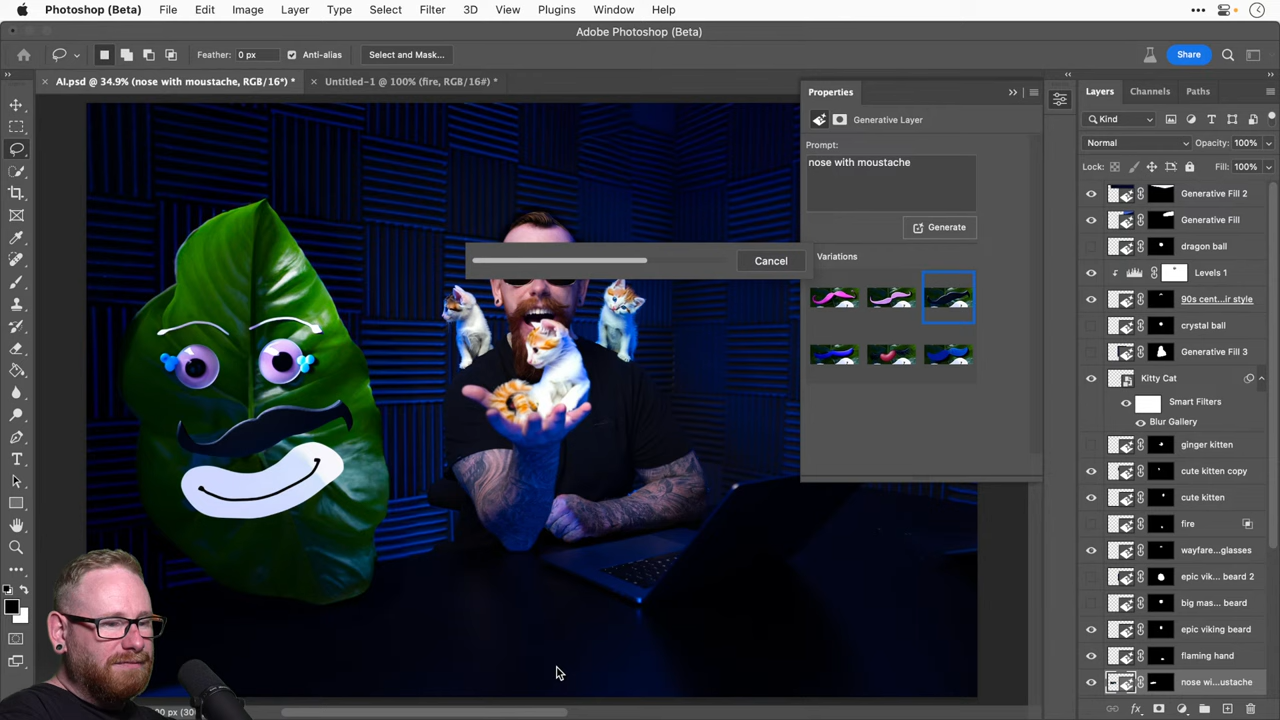 Photoshop (Beta) File Edit Image Layer Type Select Filter 3D View Plugins Window Help
Adobe Photoshop (Beta)
Feather: 0 px Anti-alias Select and Mask... Share
AI.psd @ 34.9% (nose with moustache, RGB/16*) * Untitled-1 @ 100% (fire, RGB/16#) *
Properties
Generative Layer
Prompt:
nose with moustache
Generate
Variations
Cancel
Layers Channels Paths
Kind
Normal Opacity: 100%
Lock: Fill: 100%
Generative Fill 2
Generative Fill
dragon ball
Levels 1
90s cent...ir style
crystal ball
Generative Fill 3
Kitty Cat
Smart Filters
Blur Gallery
ginger kitten
cute kitten copy
cute kitten
fire
wayfare...glasses
epic vik... beard 2
big mas... beard
epic viking beard
flaming hand
nose wi...ustache